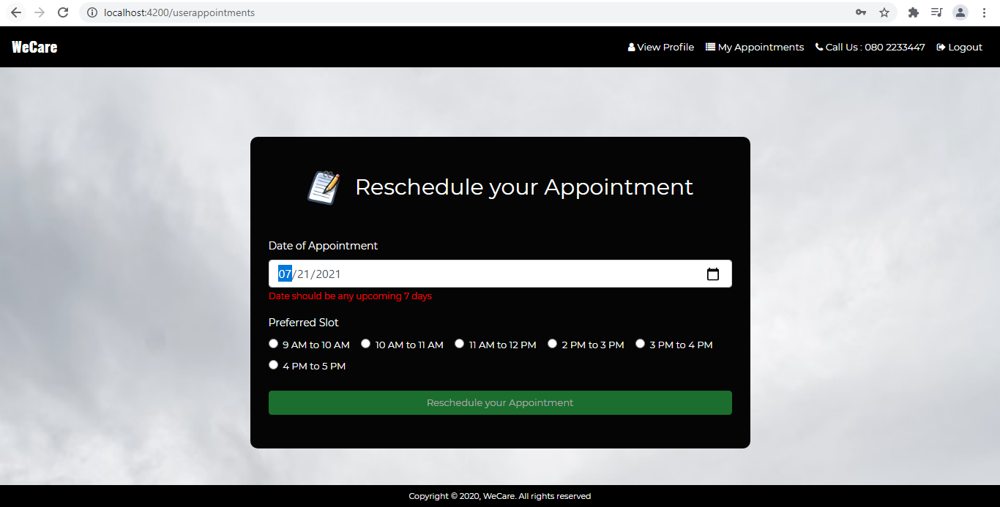 localhost:4200/userappointments
WeCare View Profile My Appointments Call Us : 080 2233447 Logout
Reschedule your Appointment
Date of Appointment
07/21/2021
Date should be any upcoming 7 days
Preferred Slot
9 AM to 10 AM 10 AM to 11 AM 11 AM to 12 PM 2 PM to 3 PM 3 PM to 4 PM
4 PM to 5 PM
Reschedule your Appointment
Copyright © 2020, WeCare. All rights reserved